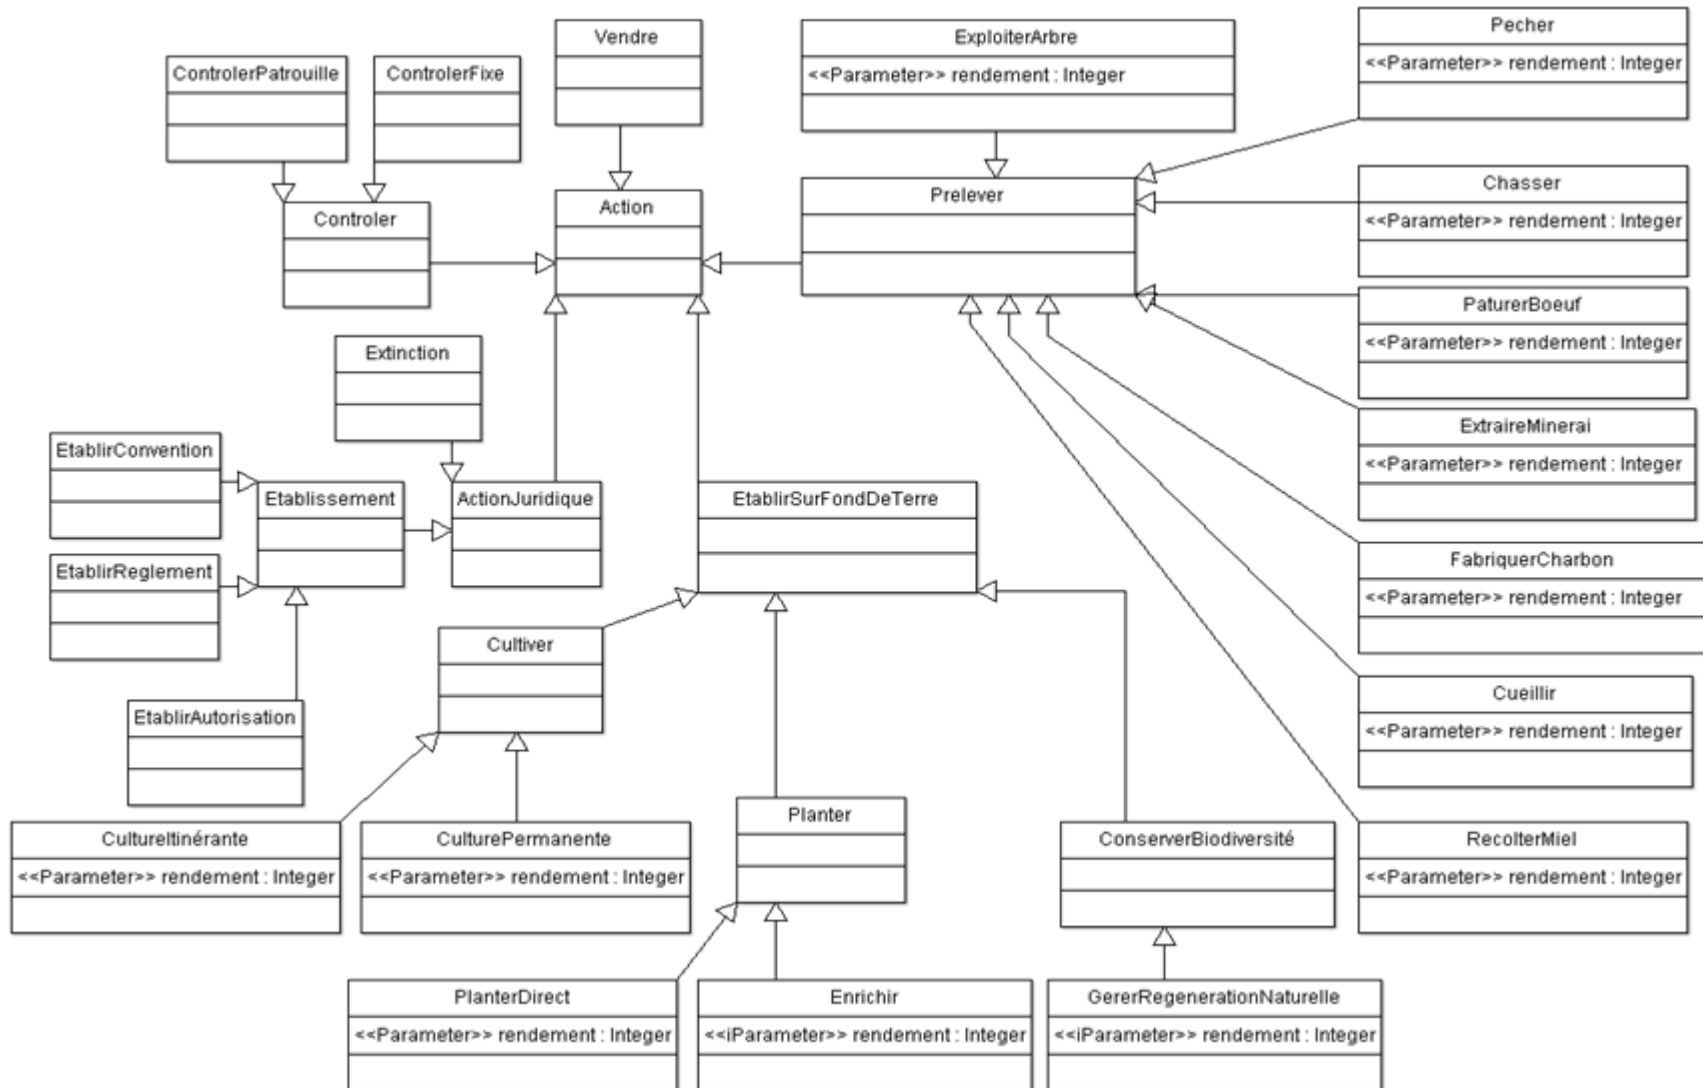 Vendre
ExploiterArbre
<<Parameter>> rendement : Integer
Pecher
<<Parameter>> rendement : Integer
ControlerPatrouille
ControlerFixe
Chasser
<<Parameter>> rendement : Integer
Controler
Action
Prelever
PaturerBoeuf
<<Parameter>> rendement : Integer
Extinction
ExtraireMinerai
<<Parameter>> rendement : Integer
EtablirConvention
Etablissement
ActionJuridique
EtablirSurFondDeTerre
EtablirReglement
FabriquerCharbon
<<Parameter>> rendement : Integer
Cultiver
Cueillir
<<Parameter>> rendement : Integer
EtablirAutorisation
Planter
CultureItinérante
<<Parameter>> rendement : Integer
CulturePermanente
<<Parameter>> rendement : Integer
ConserverBiodiversité
RecolterMiel
<<Parameter>> rendement : Integer
PlanterDirect
<<Parameter>> rendement : Integer
Enrichir
<<iParameter>> rendement : Integer
GererRegenerationNaturelle
<<iParameter>> rendement : Integer